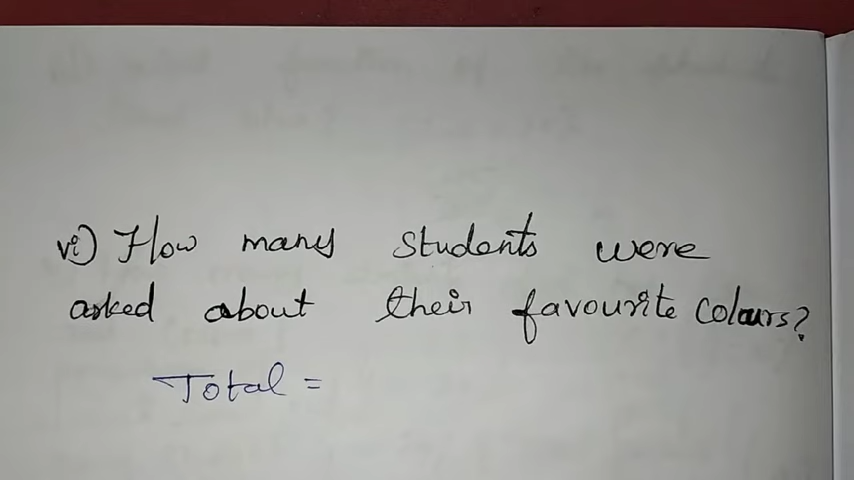 vi) How many students were
asked about their favourite colours?
Total =